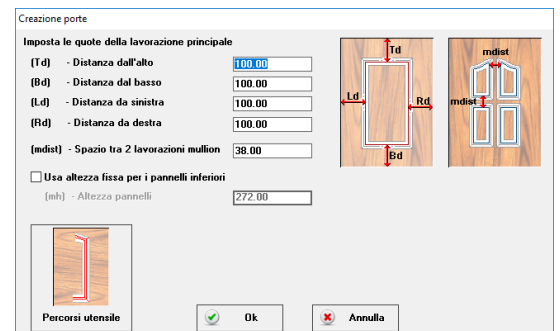 Creazione porte
Imposta le quote della lavorazione principale
(Td) - Distanza dall'alto 100.00
(Bd) - Distanza dal basso 100.00
(Ld) - Distanza da sinistra 100.00
(Rd) - Distanza da destra 100.00
(mdist) - Spazio tra 2 lavorazioni mullion 38.00
Usa altezza fissa per i pannelli inferiori
(mh) - Altezza pannelli 272.00
Td
Ld
Rd
Bd
mdist
mdist
Percorsi utensile
Ok
Annulla